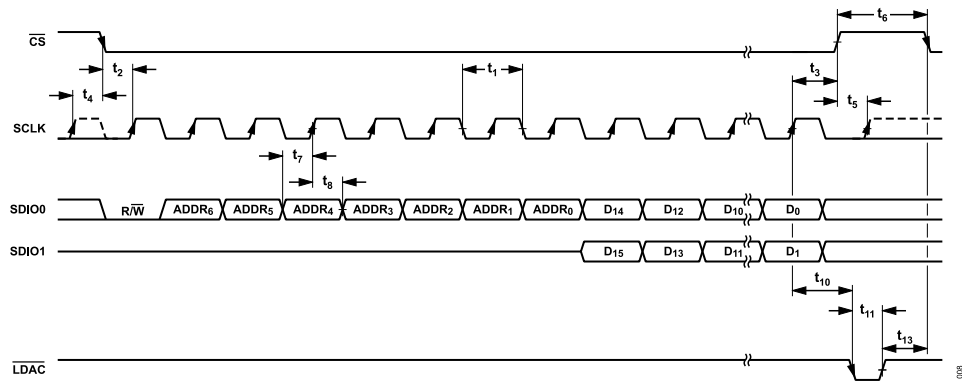 t6
CS
t2
t1
t3
t4
t5
SCLK
t7
t8
SDIO0 R/W ADDR6 ADDR5 ADDR4 ADDR3 ADDR2 ADDR1 ADDR0 D14 D12 D10 D0
SDIO1 D15 D13 D11 D1
t10
t11
t13
LDAC
008